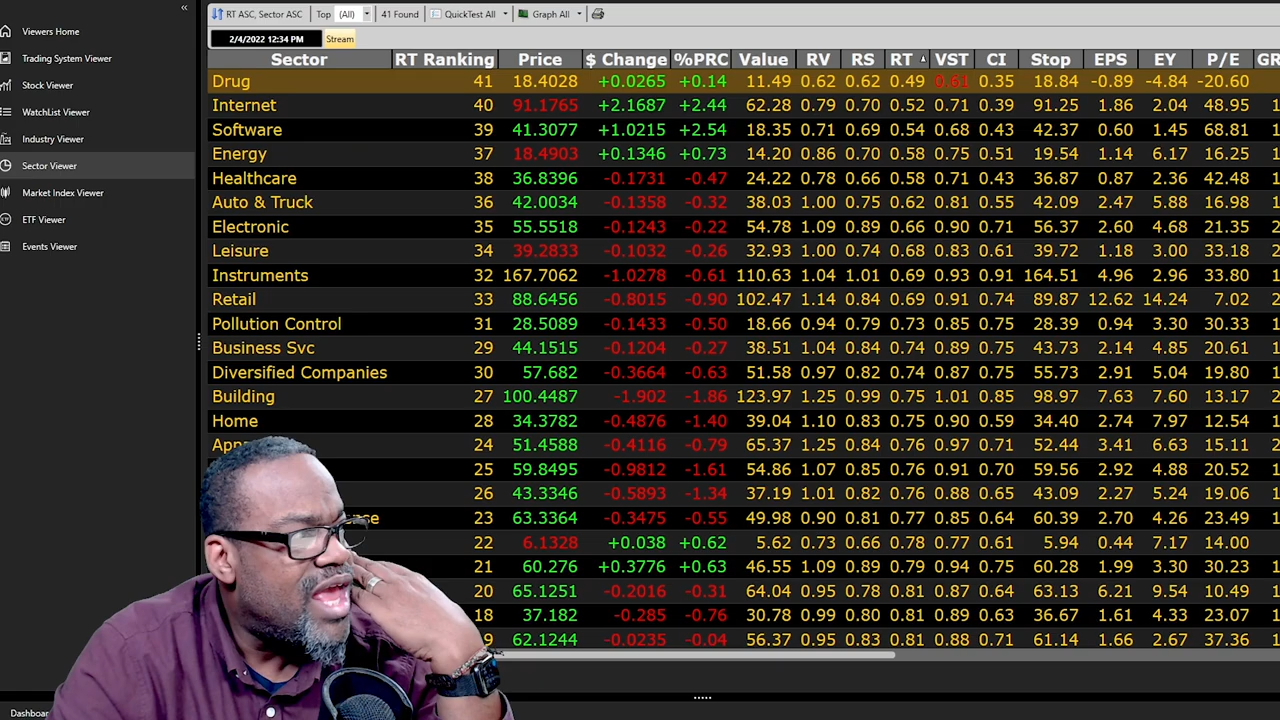 «
Views Home
Trading System Viewer
Stock Viewer
WatchList Viewer
Industry Viewer
Sector Viewer
Market Index Viewer
ETF Viewer
Events Viewer
RT ASC, Sector ASC Top (All) 41 Found QuickTest All Graph All
2/4/2022 12:34 PM Stream
Sector RT Ranking Price $ Change %PRC Value RV RS RT VST CI Stop EPS EY P/E GR
Drug 41 18.4028 +0.0265 +0.14 11.49 0.62 0.62 0.49 0.61 0.35 18.84 -0.89 -4.84 -20.60
Internet 40 91.1765 +2.1687 +2.44 62.28 0.79 0.70 0.52 0.71 0.39 91.25 1.86 2.04 48.95 1
Software 39 41.3077 +1.0215 +2.54 18.35 0.71 0.69 0.54 0.68 0.43 42.37 0.60 1.45 68.81 1
Energy 37 18.4903 +0.1346 +0.73 14.20 0.86 0.70 0.58 0.75 0.51 19.54 1.14 6.17 16.25 1
Healthcare 38 36.8396 -0.1731 -0.47 24.22 0.78 0.66 0.58 0.71 0.43 36.87 0.87 2.36 42.48 1
Auto & Truck 36 42.0034 -0.1358 -0.32 38.03 1.00 0.75 0.62 0.81 0.55 42.09 2.47 5.88 16.98 1
Electronic 35 55.5518 -0.1243 -0.22 54.78 1.09 0.89 0.66 0.90 0.71 56.37 2.60 4.68 21.35 2
Leisure 34 39.2833 -0.1032 -0.26 32.93 1.00 0.74 0.68 0.83 0.61 39.72 1.18 3.00 33.18 1
Instruments 32 167.7062 -1.0278 -0.61 110.63 1.04 1.01 0.69 0.93 0.91 164.51 4.96 2.96 33.80 1
Retail 33 88.6456 -0.8015 -0.90 102.47 1.14 0.84 0.69 0.91 0.74 89.87 12.62 14.24 7.02 2
Pollution Control 31 28.5089 -0.1433 -0.50 18.66 0.94 0.79 0.73 0.85 0.75 28.39 0.94 3.30 30.33 1
Business Svc 29 44.1515 -0.1204 -0.27 38.51 1.04 0.84 0.74 0.89 0.75 43.73 2.14 4.85 20.61 1
Diversified Companies 30 57.682 -0.3664 -0.63 51.58 0.97 0.82 0.74 0.87 0.75 55.73 2.91 5.04 19.80 1
Building 27 100.4487 -1.902 -1.86 123.97 1.25 0.99 0.75 1.01 0.85 98.97 7.63 7.60 13.17 2
Home 28 34.3782 -0.4876 -1.40 39.04 1.10 0.83 0.75 0.90 0.59 34.40 2.74 7.97 12.54 1
App 24 51.4588 -0.4116 -0.79 65.37 1.25 0.84 0.76 0.97 0.71 52.44 3.41 6.63 15.11 2
25 59.8495 -0.9812 -1.61 54.86 1.07 0.85 0.76 0.91 0.70 59.56 2.92 4.88 20.52 1
26 43.3346 -0.5893 -1.34 37.19 1.01 0.82 0.76 0.88 0.65 43.09 2.27 5.24 19.06 1
23 63.3364 -0.3475 -0.55 49.98 0.90 0.81 0.77 0.85 0.64 60.39 2.70 4.26 23.49 1
22 6.1328 +0.038 +0.62 5.62 0.73 0.66 0.78 0.77 0.61 5.94 0.44 7.17 14.00
21 60.276 +0.3776 +0.63 46.55 1.09 0.89 0.79 0.94 0.75 60.28 1.99 3.31 30.23 1
20 65.1251 -0.2016 -0.31 64.04 0.95 0.78 0.81 0.87 0.64 63.13 6.21 9.54 10.49 1
18 37.182 -0.285 -0.76 30.78 0.99 0.80 0.81 0.89 0.63 36.67 1.61 4.33 23.07 1
9 62.1244 -0.0235 -0.04 56.37 0.95 0.83 0.81 0.88 0.71 61.14 1.66 2.67 37.36 1
Dashboar